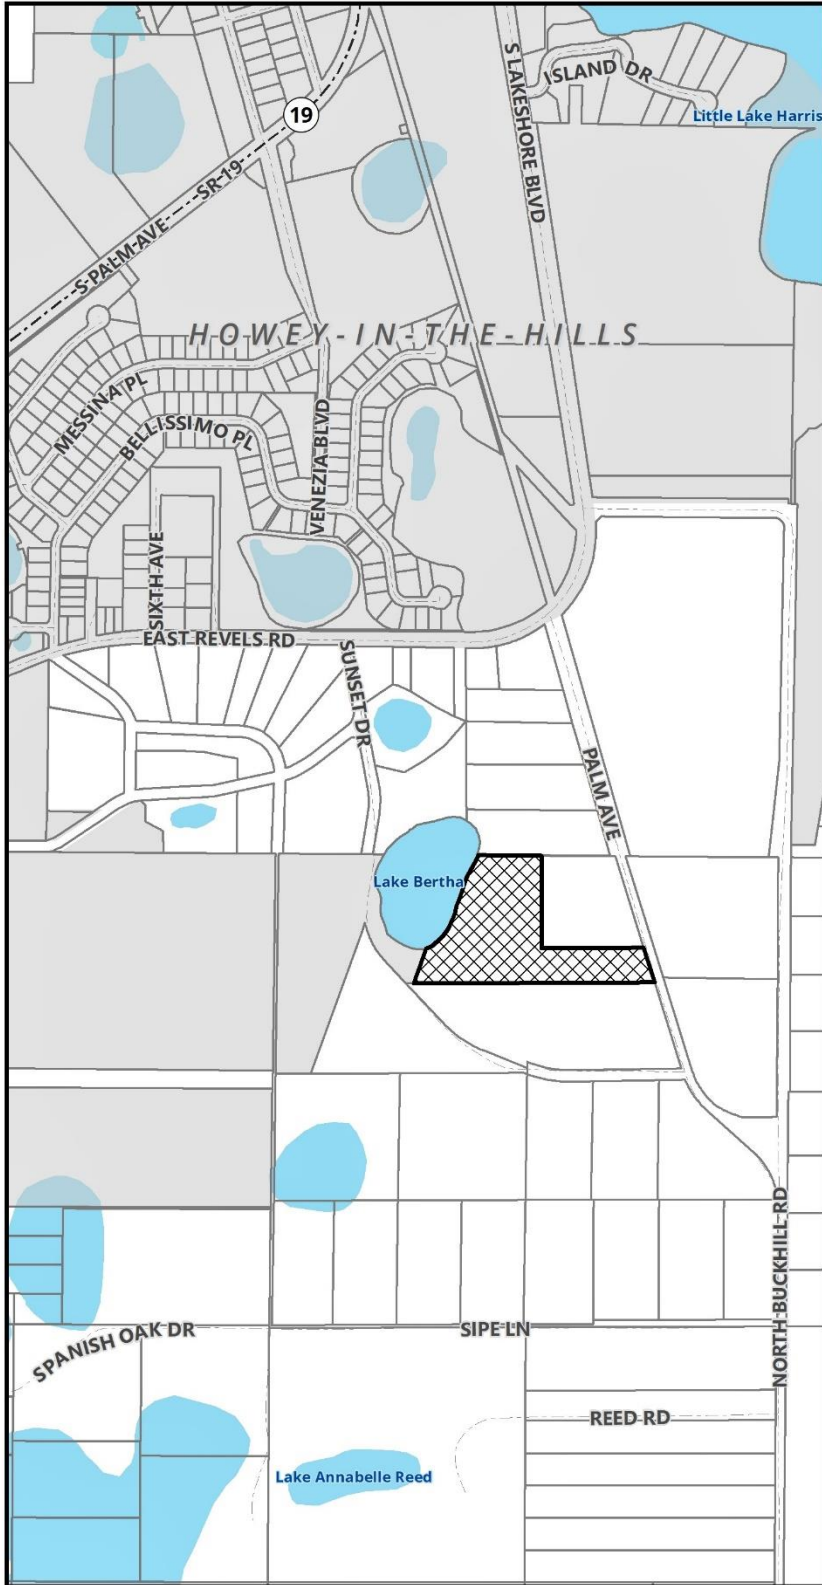 ISLAND DR
S LAKESHORE BLVD
19
Little Lake Harris
SR 19
S PALM AVE
HOWEY-IN-THE-HILLS
MESSINA PL
BELLISSIMO PL
VENEZIA BLVD
SIXTH AVE
EAST REVELS RD
SUNSET DR
PALM AVE
Lake Bertha
NORTH BUCKHILL RD
SPANISH OAK DR
SIPE LN
REED RD
Lake Annabelle Reed